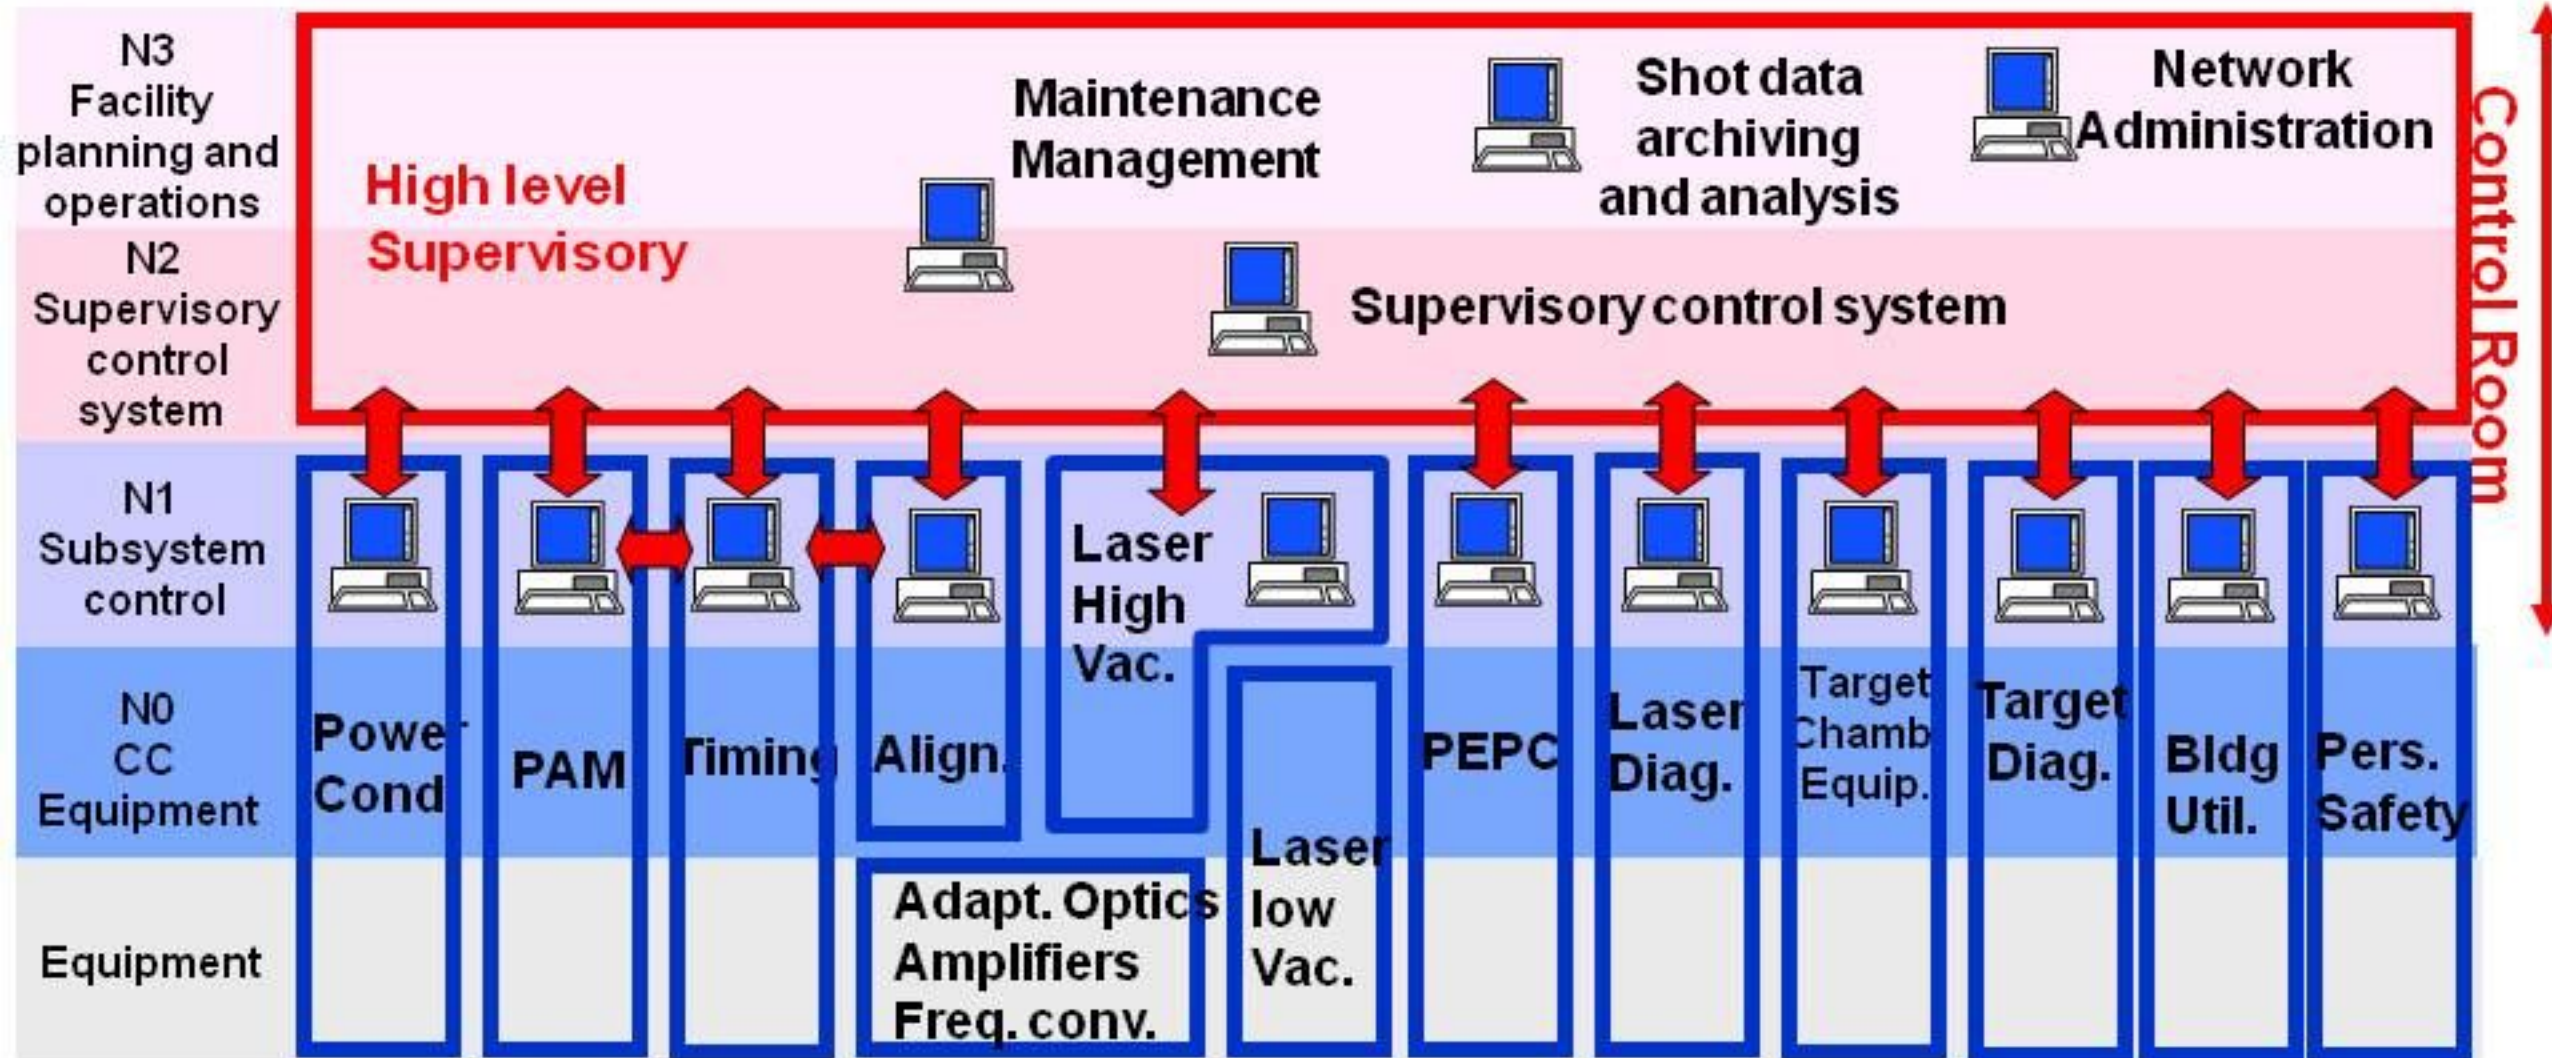 N3
Facility
planning and
operations
N2
Supervisory
control
system
N1
Subsystem
control
N0
CC
Equipment
Equipment
High level
Supervisory
Maintenance
Management
Shot data
archiving
and analysis
Network
Administration
Supervisory control system
Control Room
Power
Cond
PAM
Timing
Align.
Laser
High
Vac.
Adapt. Optics
Amplifiers
Freq. conv.
Laser
low
Vac.
PEPC
Laser
Diag.
Target
Chamb
Equip.
Target
Diag.
Bldg
Util.
Pers.
Safety